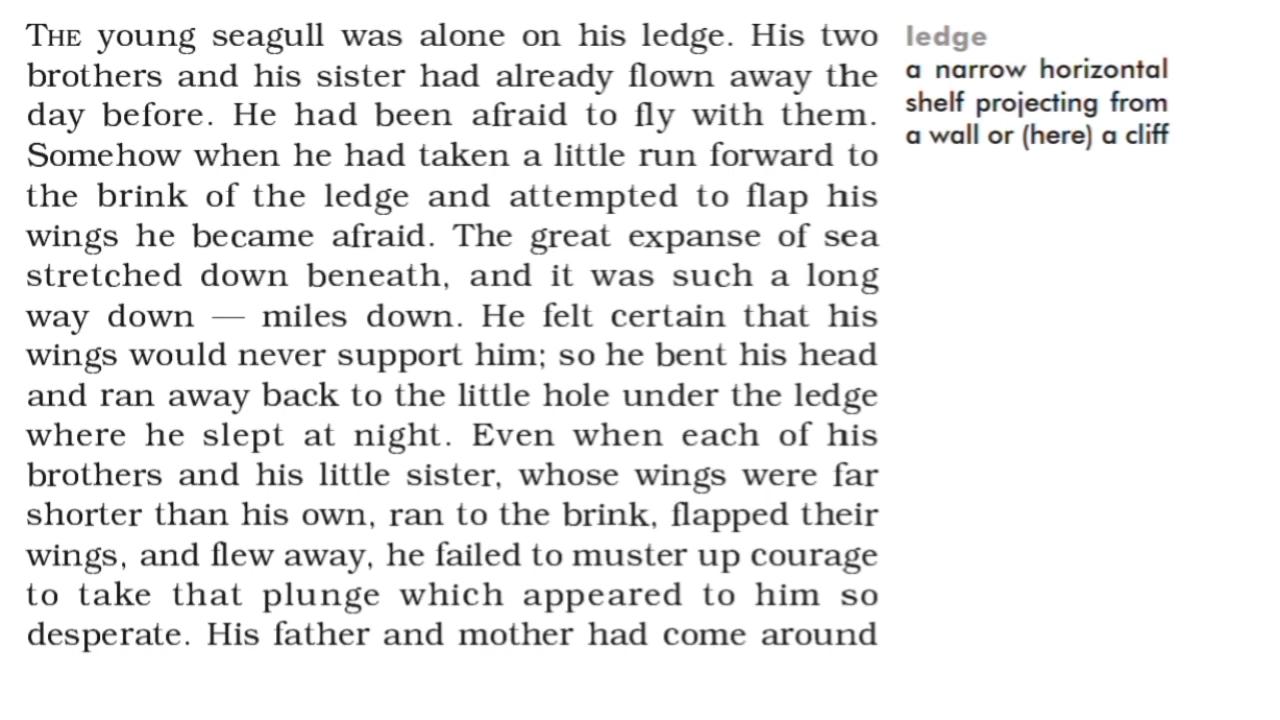 THE young seagull was alone on his ledge. His two
brothers and his sister had already flown away the
day before. He had been afraid to fly with them.
Somehow when he had taken a little run forward to
the brink of the ledge and attempted to flap his
wings he became afraid. The great expanse of sea
stretched down beneath, and it was such a long
way down — miles down. He felt certain that his
wings would never support him; so he bent his head
and ran away back to the little hole under the ledge
where he slept at night. Even when each of his
brothers and his little sister, whose wings were far
shorter than his own, ran to the brink, flapped their
wings, and flew away, he failed to muster up courage
to take that plunge which appeared to him so
desperate. His father and mother had come around
ledge
a narrow horizontal
shelf projecting from
a wall or (here) a cliff